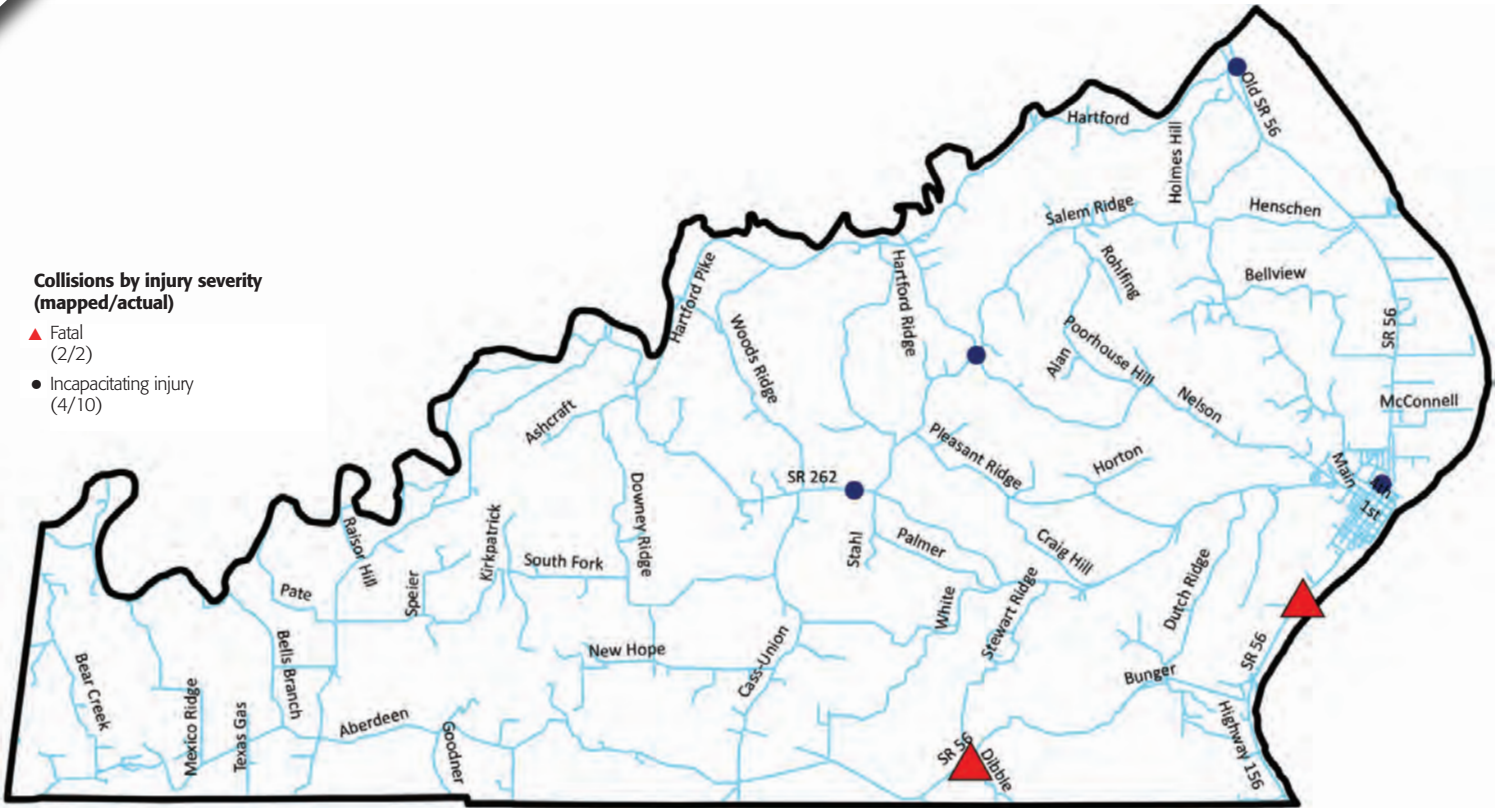 Collisions by injury severity
(mapped/actual)
Fatal
(2/2)
Incapacitating injury
(4/10)
Old SR 56
Hartford
Holmes Hill
Salem Ridge
Henschen
Rohlfing
Bellview
Hartford Pike
Hartford Ridge
Woods Ridge
SR 56
Poorhouse Hill
Alan
Nelson
McConnell
Ashcraft
Pleasant Ridge
Horton
Main
4th
1st
SR 262
Downey Ridge
Kirkpatrick
Raisor Hill
Stahl
Palmer
Craig Hill
South Fork
Speier
Pate
Dutch Ridge
White
Stewart Ridge
Bells Branch
New Hope
Cass-Union
SR 56
Bunger
Bear Creek
Mexico Ridge
Texas Gas
Aberdeen
Goodner
SR 56
Dibble
Highway 156